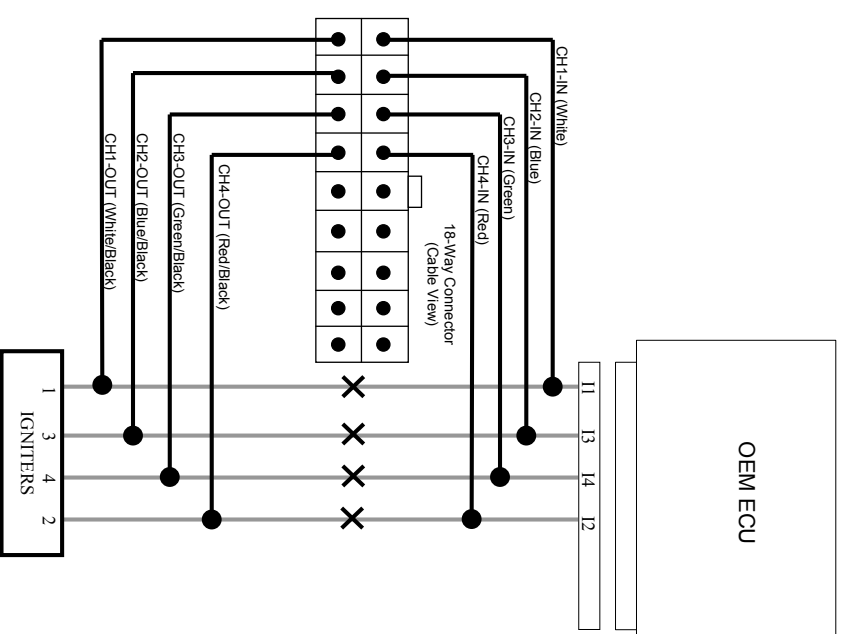 CH1-IN (White)
CH2-IN (Blue)
CH3-IN (Green)
CH4-IN (Red)
18-Way Connector
(Cable View)
CH4-OUT (Red/Black)
CH3-OUT (Green/Black)
CH2-OUT (Blue/Black)
CH1-OUT (White/Black)
OEM ECU
I1
I3
I4
I2
1
3
4
2
IGNITERS